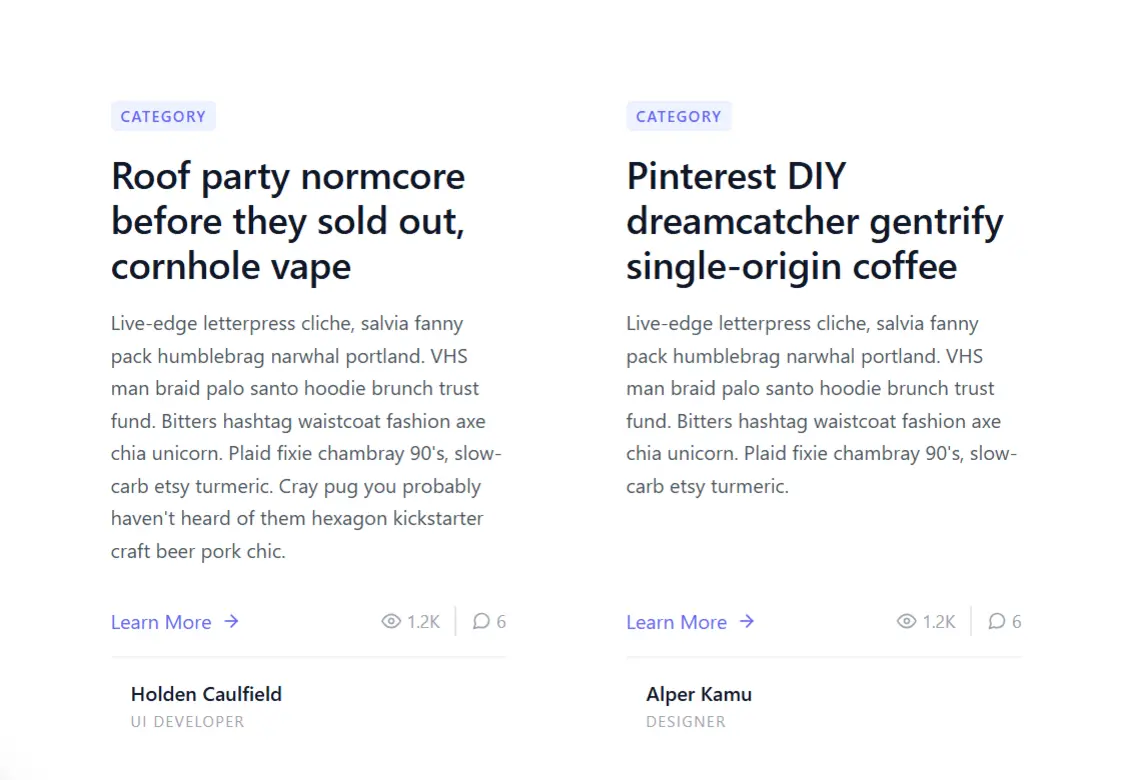 CATEGORY
Roof party normcore
before they sold out,
cornhole vape
Live-edge letterpress cliche, salvia fanny
pack humblebrag narwhal portland. VHS
man braid palo santo hoodie brunch trust
fund. Bitters hashtag waistcoat fashion axe
chia unicorn. Plaid fixie chambray 90's, slow-
carb etsy turmeric. Cray pug you probably
haven't heard of them hexagon kickstarter
craft beer pork chic.
Learn More → 1.2K 6
Holden Caulfield
UI DEVELOPER
CATEGORY
Pinterest DIY
dreamcatcher gentrify
single-origin coffee
Live-edge letterpress cliche, salvia fanny
pack humblebrag narwhal portland. VHS
man braid palo santo hoodie brunch trust
fund. Bitters hashtag waistcoat fashion axe
chia unicorn. Plaid fixie chambray 90's, slow-
carb etsy turmeric.
Learn More → 1.2K 6
Alper Kamu
DESIGNER